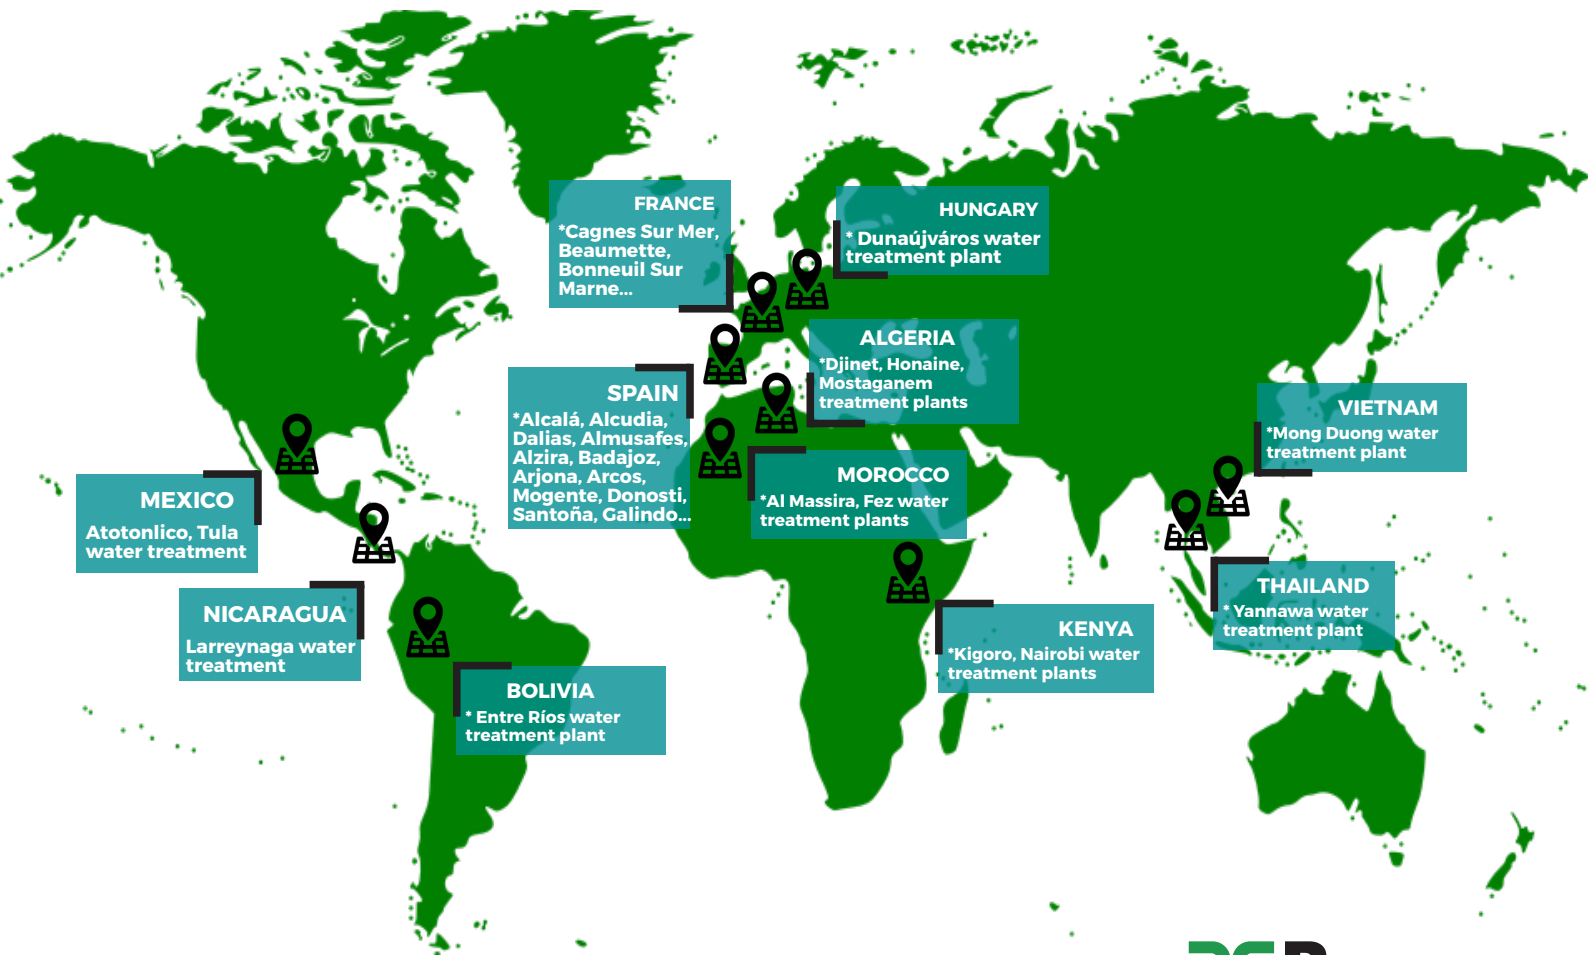 FRANCE
*Cagnes Sur Mer,
Beaumette,
Bonneuil Sur
Marne...
HUNGARY
* Dunaújváros water
treatment plant
ALGERIA
*Djinet, Honaine,
Mostaganem
treatment plants
SPAIN
*Alcalá, Alcudia,
Dalias, Almusafes,
Alzira, Badajoz,
Arjona, Arcos,
Mogente, Donosti,
Santoña, Galindo...
VIETNAM
*Mong Duong water
treatment plant
MOROCCO
*Al Massira, Fez water
treatment plants
MEXICO
Atotonlico, Tula
water treatment
THAILAND
* Yannawa water
treatment plant
NICARAGUA
Larreynaga water
treatment
KENYA
*Kigoro, Nairobi water
treatment plants
BOLIVIA
* Entre Ríos water
treatment plant